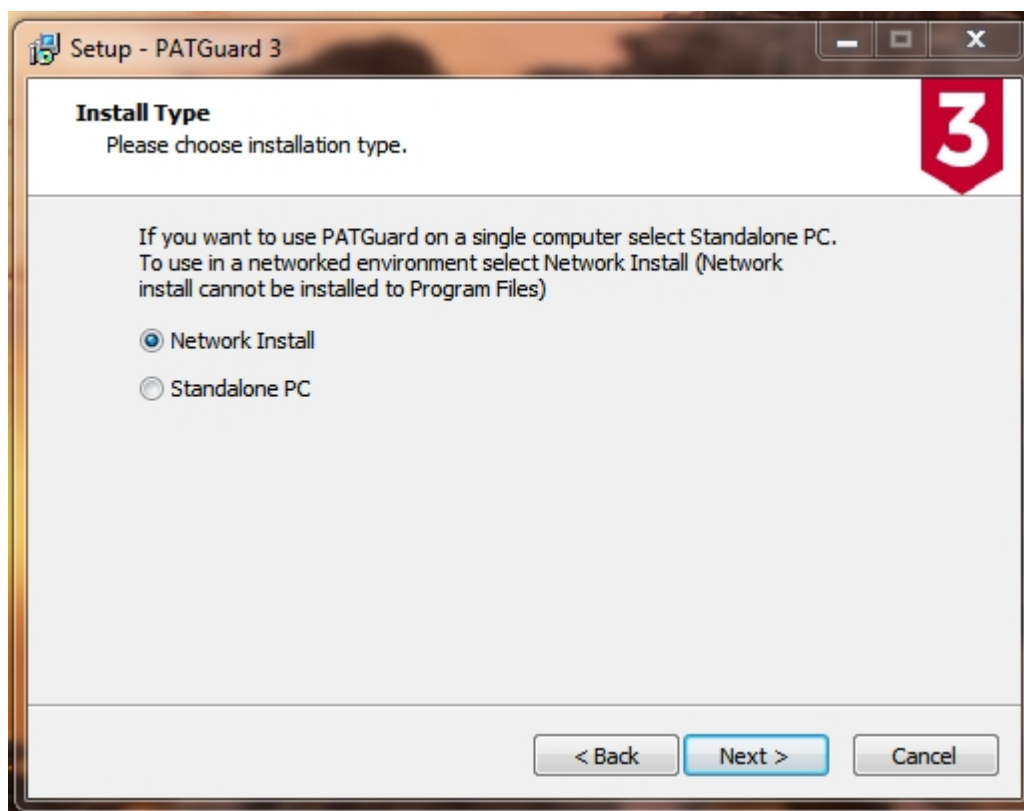 Setup - PATGuard 3
Install Type
3
Please choose installation type.
If you want to use PATGuard on a single computer select Standalone PC.
To use in a networked environment select Network Install (Network
install cannot be installed to Program Files)
Network Install
Standalone PC
< Back
Next >
Cancel